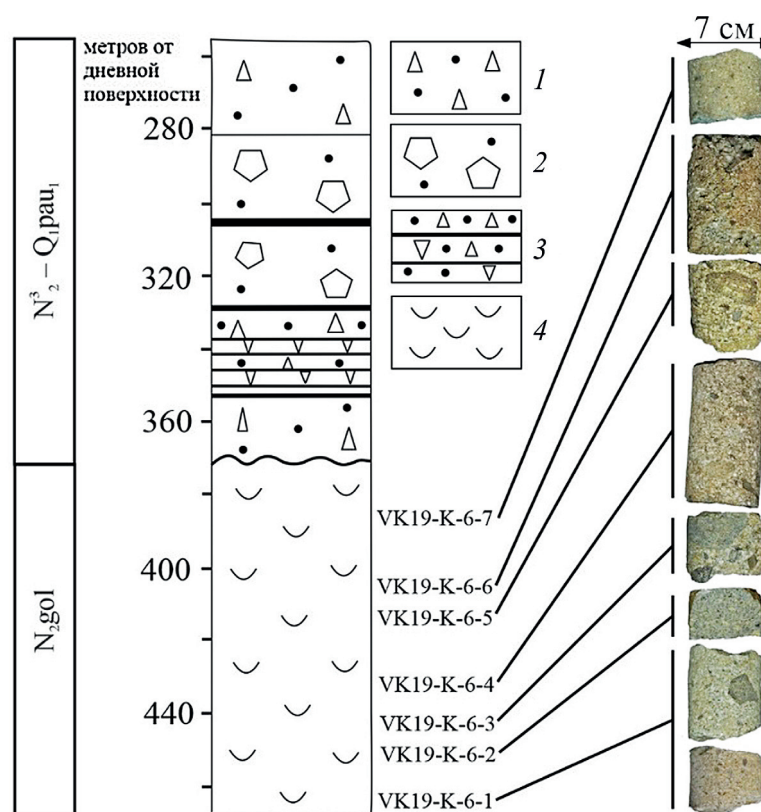 метров от
дневной
поверхности
280
320
360
400
440
N³₂ – Q₁pau₁
N₂gol
1
2
3
4
7 см
VK19-K-6-7
VK19-K-6-6
VK19-K-6-5
VK19-K-6-4
VK19-K-6-3
VK19-K-6-2
VK19-K-6-1